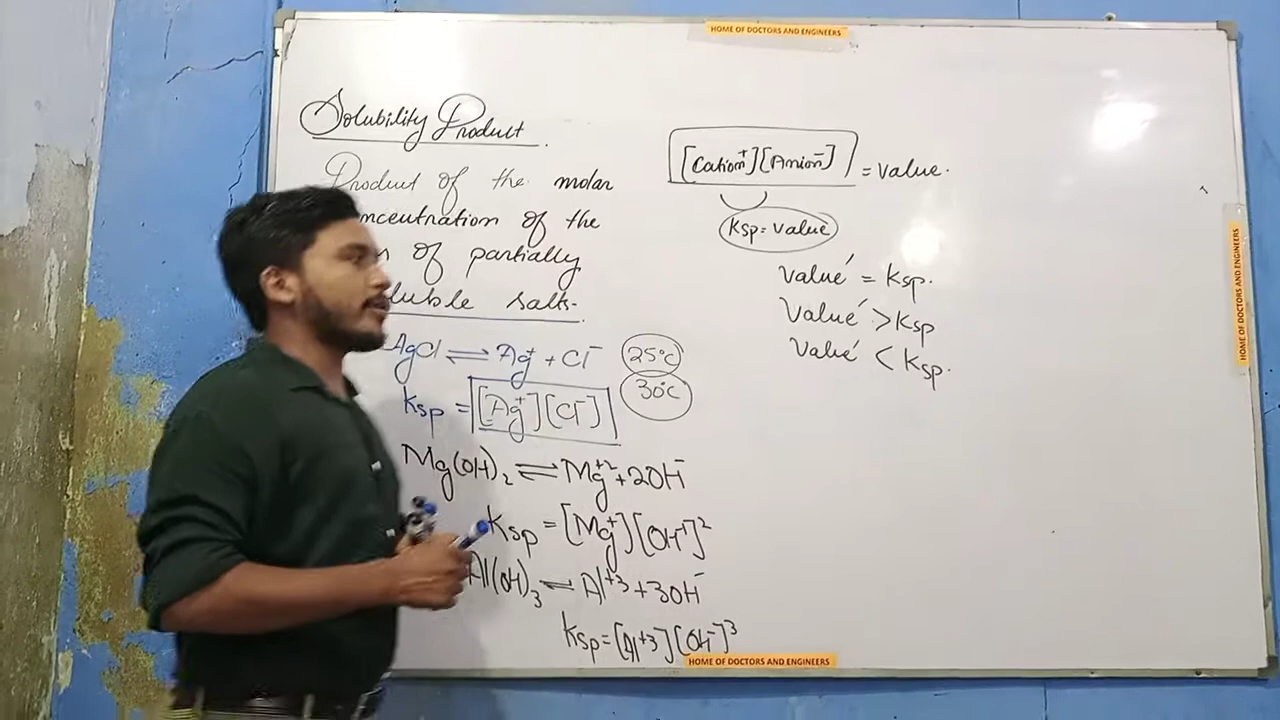 HOME OF DOCTORS AND ENGINEERS
Solubility Product
Product of the molar
of the
of partially
salts.
AgCl ⇌ Ag⁺ + Cl⁻
Ksp = [Ag⁺][Cl⁻]
25°C
30°C
Mg(OH)₂ ⇌ Mg⁺² + 2OH⁻
Ksp = [Mg⁺][OH⁻]²
Al(OH)₃ ⇌ Al⁺³ + 3OH⁻
Ksp = [Al⁺³][OH⁻]³
[Cation⁺][Anion⁻] = Value.
Ksp = Value
Value' = Ksp.
Value' > Ksp
Value' < Ksp.
HOME OF DOCTORS AND ENGINEERS
HOME OF DOCTORS AND ENGINEERS